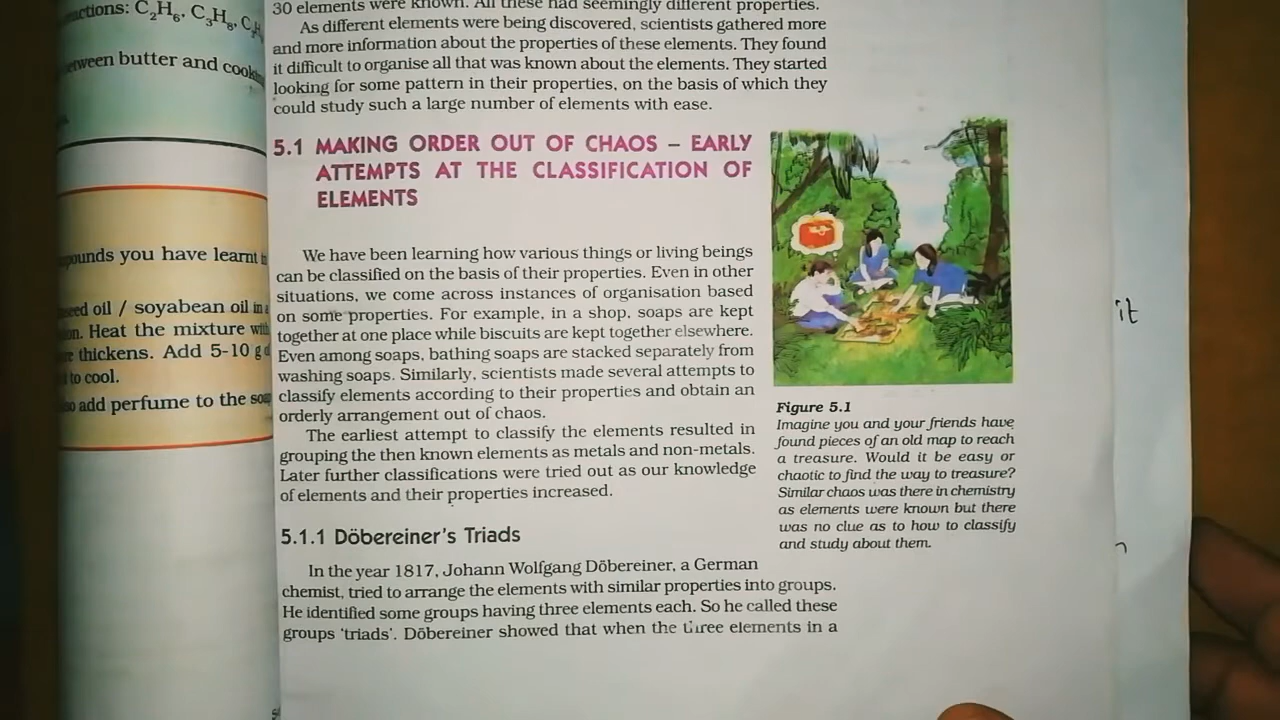 actions: C2H6, C3H8, C
etween butter and cookin
pounds you have learnt in
seed oil / soyabean oil in a
on. Heat the mixture with
re thickens. Add 5-10 g o
to cool.
so add perfume to the soap
30 elements were known. All these had seemingly different properties.
As different elements were being discovered, scientists gathered more
and more information about the properties of these elements. They found
it difficult to organise all that was known about the elements. They started
looking for some pattern in their properties, on the basis of which they
could study such a large number of elements with ease.
5.1 MAKING ORDER OUT OF CHAOS – EARLY
ATTEMPTS AT THE CLASSIFICATION OF
ELEMENTS
We have been learning how various things or living beings
can be classified on the basis of their properties. Even in other
situations, we come across instances of organisation based
on some properties. For example, in a shop, soaps are kept
together at one place while biscuits are kept together elsewhere.
Even among soaps, bathing soaps are stacked separately from
washing soaps. Similarly, scientists made several attempts to
classify elements according to their properties and obtain an
orderly arrangement out of chaos.
The earliest attempt to classify the elements resulted in
grouping the then known elements as metals and non-metals.
Later further classifications were tried out as our knowledge
of elements and their properties increased.
5.1.1 Döbereiner's Triads
In the year 1817, Johann Wolfgang Döbereiner, a German
chemist, tried to arrange the elements with similar properties into groups.
He identified some groups having three elements each. So he called these
groups 'triads'. Döbereiner showed that when the three elements in a
Figure 5.1
Imagine you and your friends have
found pieces of an old map to reach
a treasure. Would it be easy or
chaotic to find the way to treasure?
Similar chaos was there in chemistry
as elements were known but there
was no clue as to how to classify
and study about them.
it